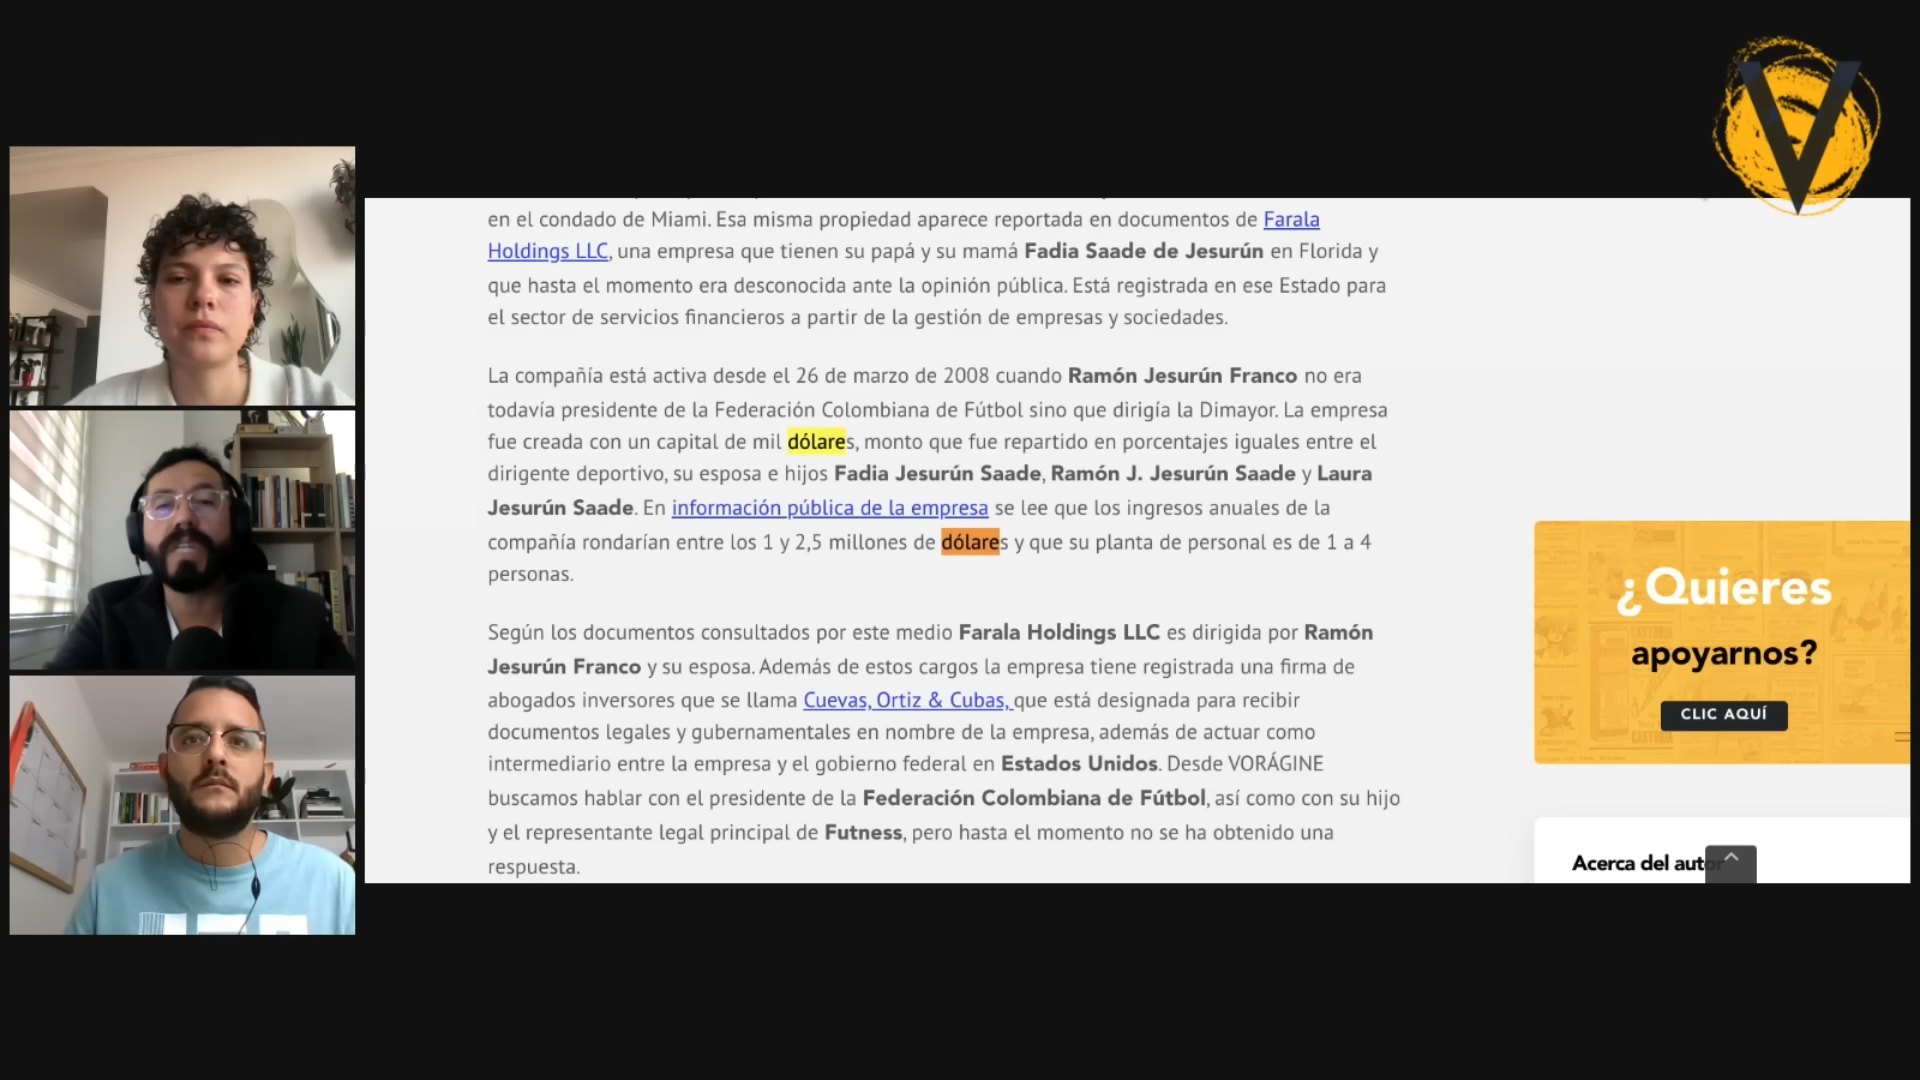 V
en el condado de Miami. Esa misma propiedad aparece reportada en documentos de Farala
Holdings LLC, una empresa que tienen su papá y su mamá Fadia Saade de Jesurún en Florida y
que hasta el momento era desconocida ante la opinión pública. Está registrada en ese Estado para
el sector de servicios financieros a partir de la gestión de empresas y sociedades.
La compañía está activa desde el 26 de marzo de 2008 cuando Ramón Jesurún Franco no era
todavía presidente de la Federación Colombiana de Fútbol sino que dirigía la Dimayor. La empresa
fue creada con un capital de mil dólares, monto que fue repartido en porcentajes iguales entre el
dirigente deportivo, su esposa e hijos Fadia Jesurún Saade, Ramón J. Jesurún Saade y Laura
Jesurún Saade. En información pública de la empresa se lee que los ingresos anuales de la
compañía rondarían entre los 1 y 2,5 millones de dólares y que su planta de personal es de 1 a 4
personas.
Según los documentos consultados por este medio Farala Holdings LLC es dirigida por Ramón
Jesurún Franco y su esposa. Además de estos cargos la empresa tiene registrada una firma de
abogados inversores que se llama Cuevas, Ortiz & Cubas, que está designada para recibir
documentos legales y gubernamentales en nombre de la empresa, además de actuar como
intermediario entre la empresa y el gobierno federal en Estados Unidos. Desde VORÁGINE
buscamos hablar con el presidente de la Federación Colombiana de Fútbol, así como con su hijo
y el representante legal principal de Futness, pero hasta el momento no se ha obtenido una
respuesta.
¿Quieres
apoyarnos?
CLIC AQUÍ
Acerca del autor